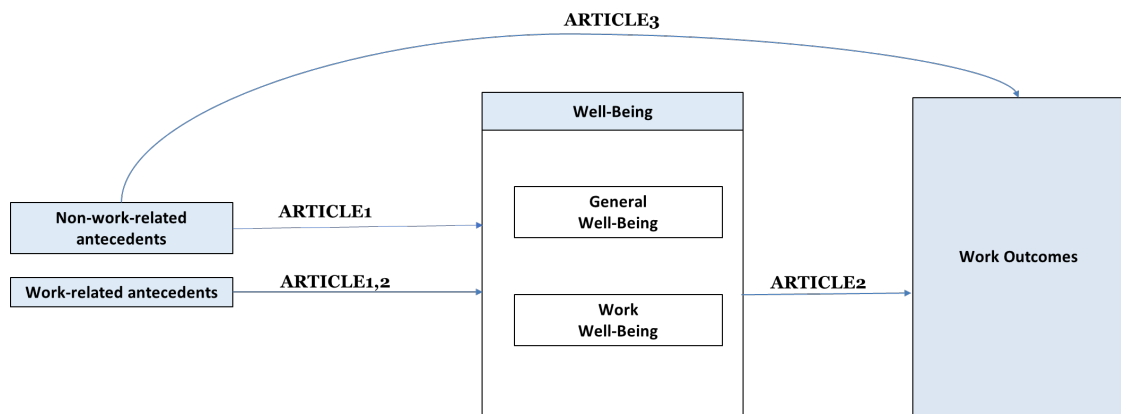 ARTICLE3
Well-Being
General
Well-Being
Non-work-related
antecedents
ARTICLE1
Work Outcomes
Work-related antecedents
ARTICLE1,2
ARTICLE2
Work
Well-Being